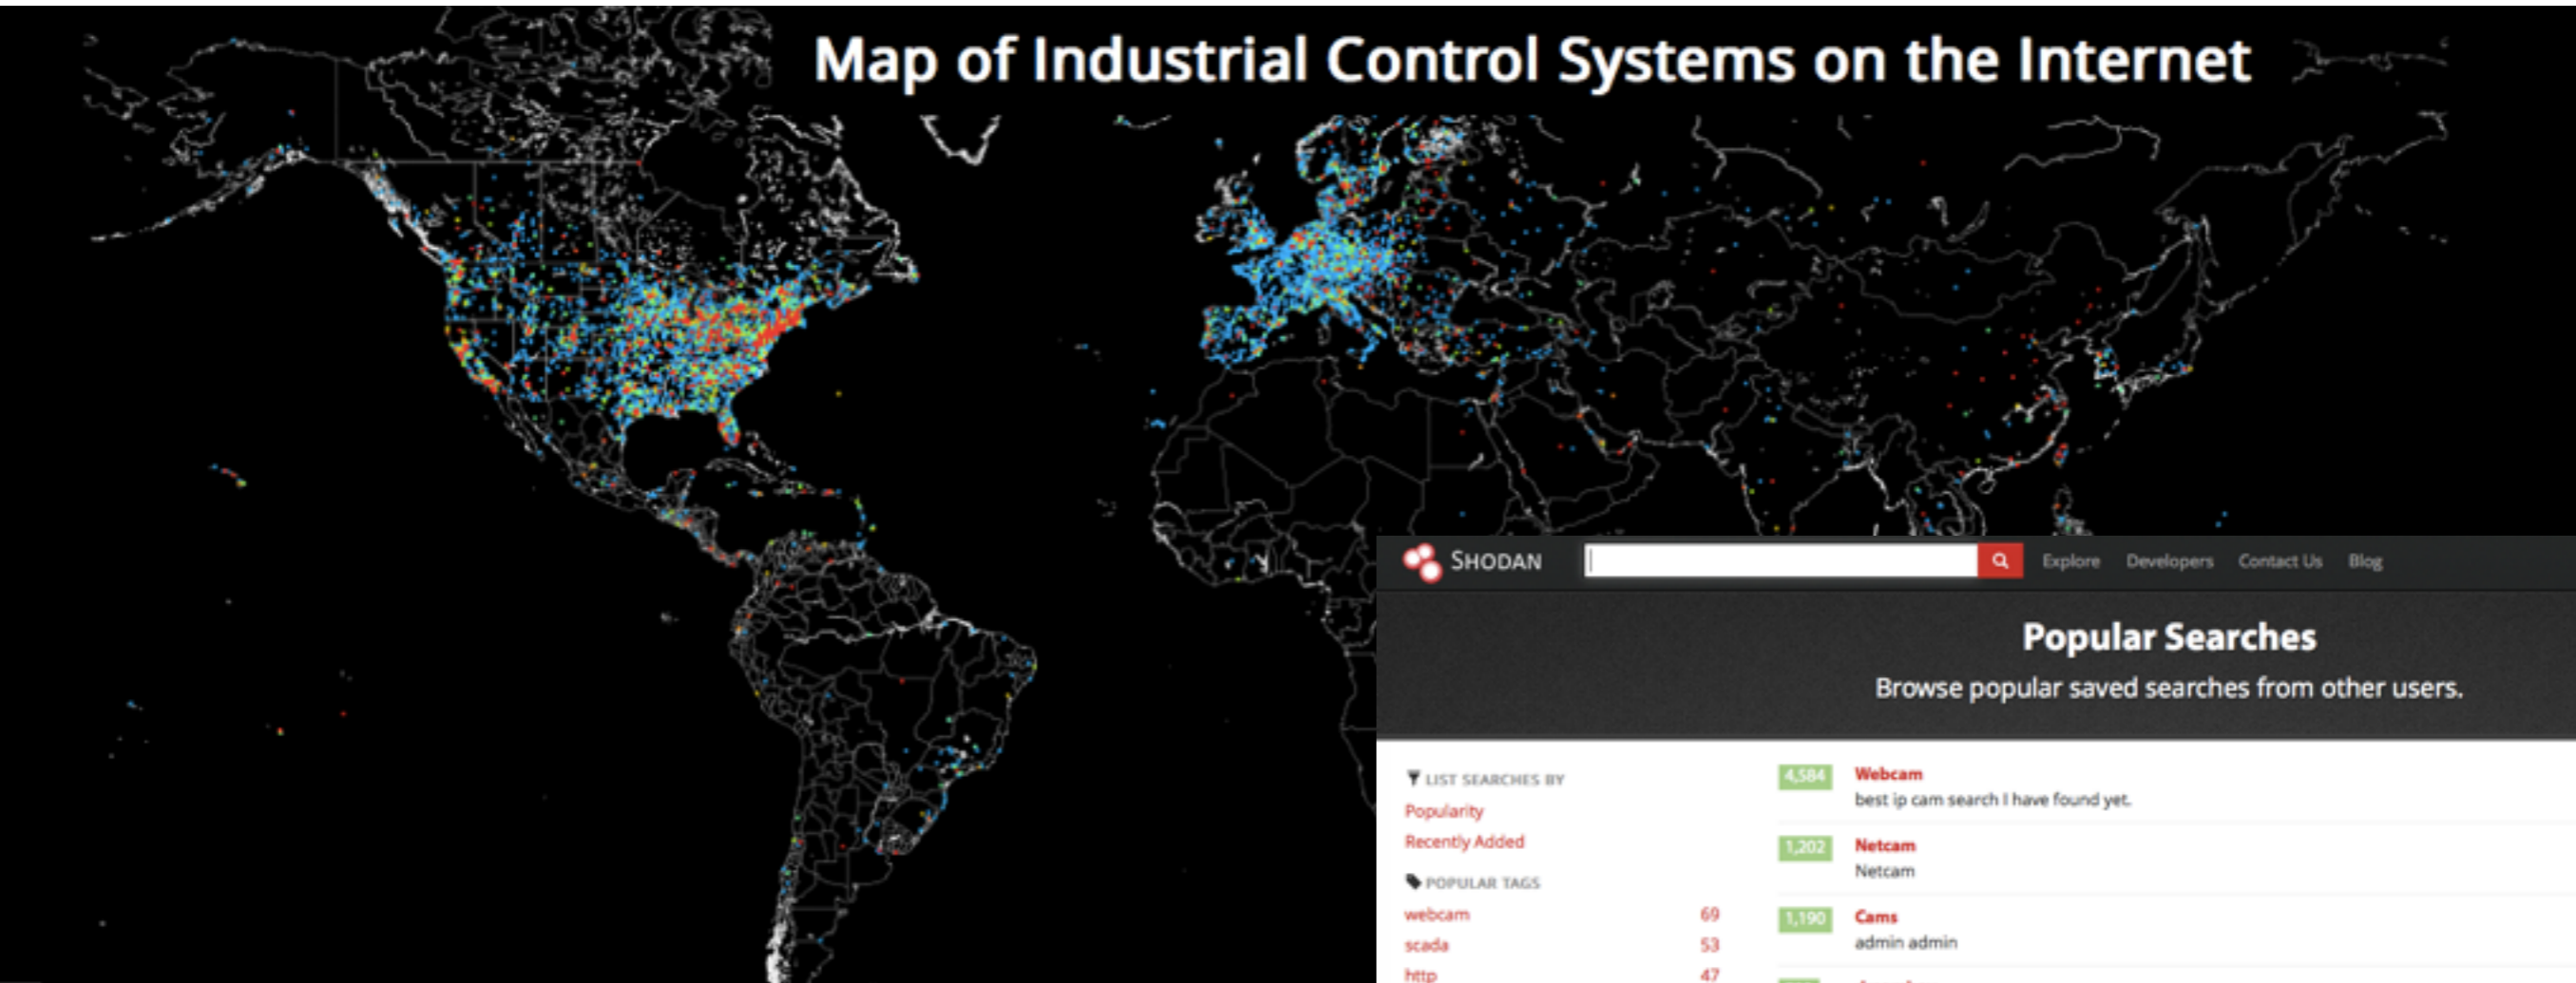 Map of Industrial Control Systems on the Internet
SHODAN
Explore Developers Contact Us Blog
Popular Searches
Browse popular saved searches from other users.
LIST SEARCHES BY
Popularity
Recently Added
POPULAR TAGS
webcam 69
scada 53
http 47
4,584 Webcam
best ip cam search I have found yet.
1,202 Netcam
Netcam
1,190 Cams
admin admin